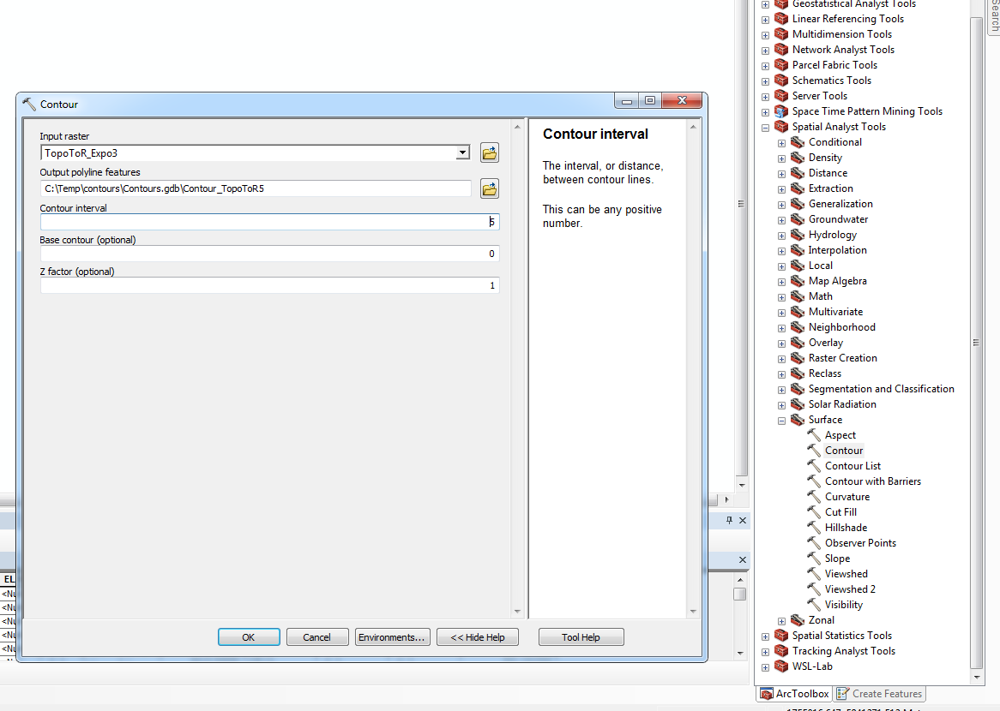 Contour
Input raster
TopoToR_Expo3
Output polyline features
C:\Temp\contours\Contours.gdb\Contour_TopoToR5
Contour interval
5
Base contour (optional)
0
Z factor (optional)
1
OK
Cancel
Environments...
<< Hide Help
Tool Help
Contour interval
The interval, or distance,
between contour lines.
This can be any positive
number.
EL
<Nu
<Nu
<Nu
<Nu
<Nu
Geostatistical Analyst Tools
Linear Referencing Tools
Multidimension Tools
Network Analyst Tools
Parcel Fabric Tools
Schematics Tools
Server Tools
Space Time Pattern Mining Tools
Spatial Analyst Tools
Conditional
Density
Distance
Extraction
Generalization
Groundwater
Hydrology
Interpolation
Local
Map Algebra
Math
Multivariate
Neighborhood
Overlay
Raster Creation
Reclass
Segmentation and Classification
Solar Radiation
Surface
Aspect
Contour
Contour List
Contour with Barriers
Curvature
Cut Fill
Hillshade
Observer Points
Slope
Viewshed
Viewshed 2
Visibility
Zonal
Spatial Statistics Tools
Tracking Analyst Tools
WSL-Lab
ArcToolbox
Create Features
Search